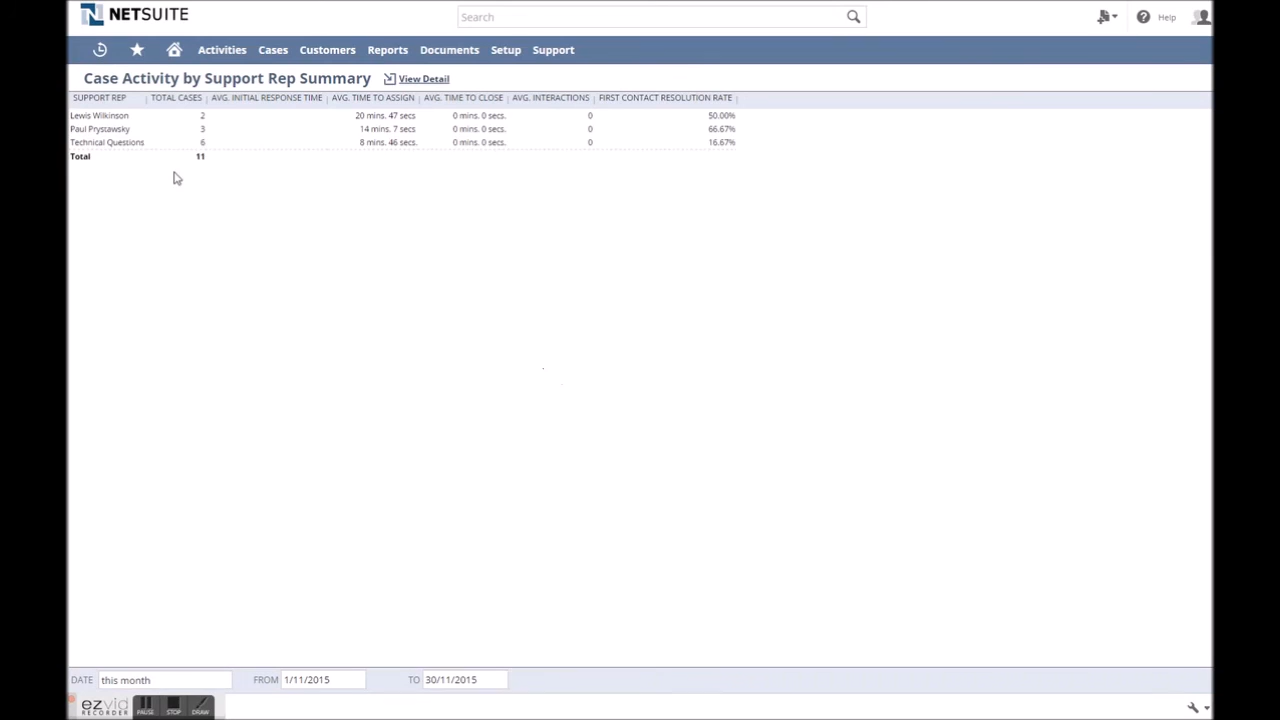 NETSUITE
Search
Help
Activities Cases Customers Reports Documents Setup Support
Case Activity by Support Rep Summary View Detail
SUPPORT REP TOTAL CASES AVG. INITIAL RESPONSE TIME AVG. TIME TO ASSIGN AVG. TIME TO CLOSE AVG. INTERACTIONS FIRST CONTACT RESOLUTION RATE
Lewis Wilkinson 2 20 mins. 47 secs 0 mins. 0 secs. 0 50.00%
Paul Prystawsky 3 14 mins. 7 secs 0 mins. 0 secs. 0 66.67%
Technical Questions 6 8 mins. 46 secs. 0 mins. 0 secs. 0 16.67%
Total 11
DATE this month FROM 1/11/2015 TO 30/11/2015
ezvid
RECORDER PAUSE STOP DRAW